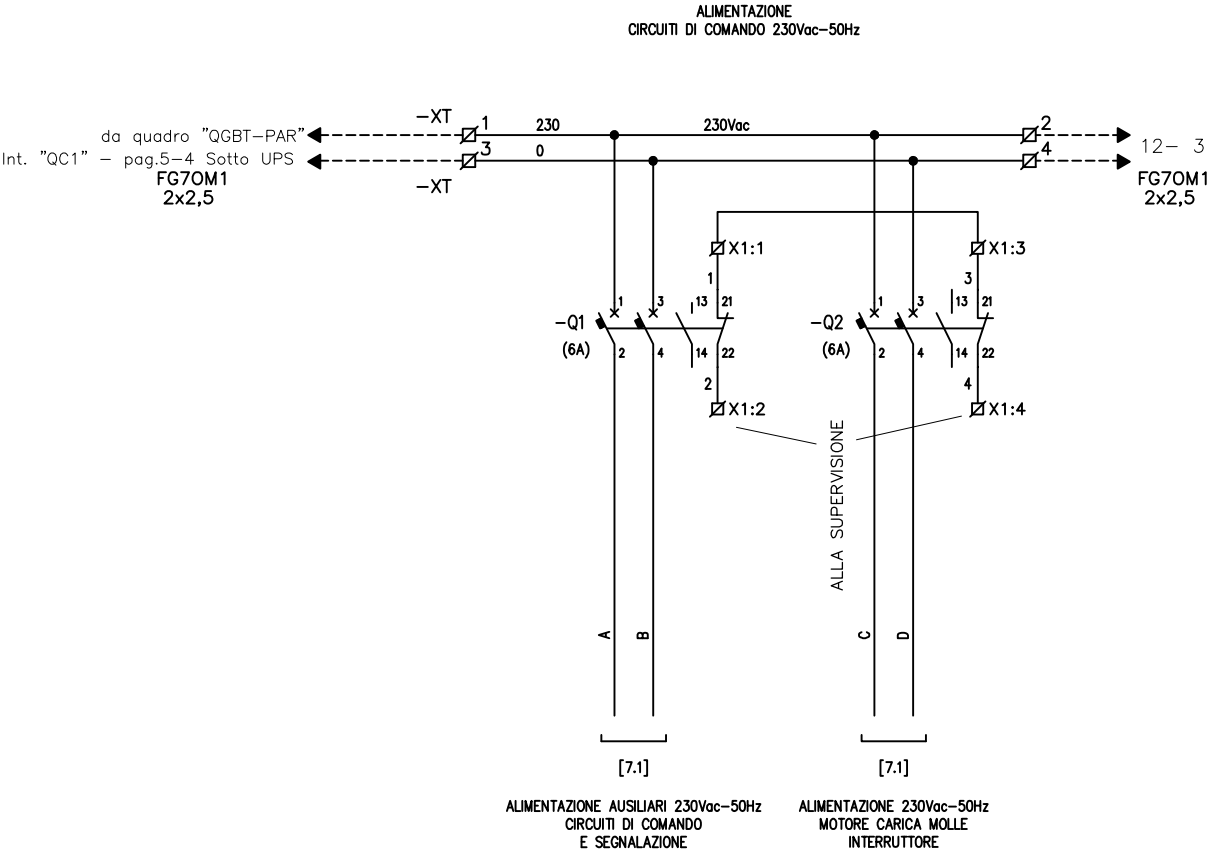 ALIMENTAZIONE
CIRCUITI DI COMANDO 230Vac-50Hz
da quadro "QGBT-PAR"
-XT
1
230
230Vac
2
12- 3
Int. "QC1" - pag.5-4 Sotto UPS
3
0
4
FG7OM1
2x2,5
-XT
FG7OM1
2x2,5
X1:1
X1:3
1
3
1
3
13
21
1
3
13
21
-Q1
(6A)
-Q2
(6A)
2
4
14
22
2
4
14
22
2
4
X1:2
X1:4
ALLA SUPERVISIONE
A
B
C
D
[7.1]
[7.1]
ALIMENTAZIONE AUSILIARI 230Vac-50Hz
CIRCUITI DI COMANDO
E SEGNALAZIONE
ALIMENTAZIONE 230Vac-50Hz
MOTORE CARICA MOLLE
INTERRUTTORE